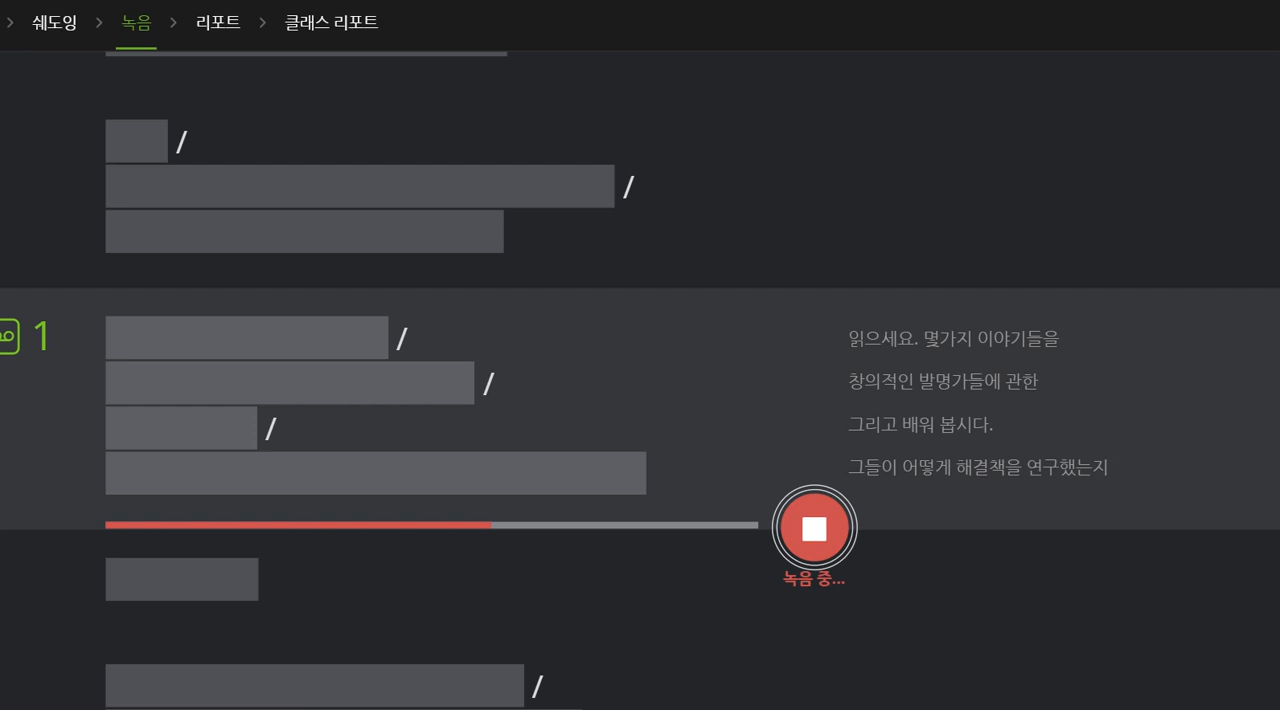 쉐도잉 녹음 리포트 클래스 리포트
/
/
1
/
/
/
읽으세요. 몇가지 이야기들을
창의적인 발명가들에 관한
그리고 배워 봅시다.
그들이 어떻게 해결책을 연구했는지
녹음 중...
/